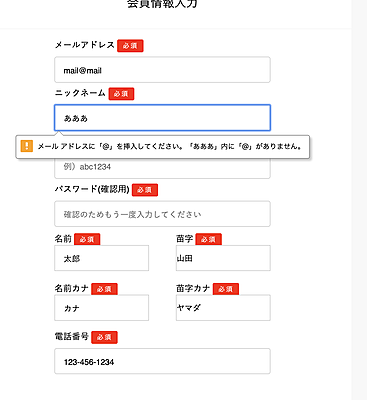 会員情報入力
メールアドレス 必須
mail@mail
ニックネーム 必須
あああ
! メール アドレスに「@」を挿入してください。「あああ」内に「@」がありません。
例）abc1234
パスワード(確認用) 必須
確認のためもう一度入力してください
名前 必須 苗字 必須
太郎 山田
名前カナ 必須 苗字カナ 必須
カナ ヤマダ
電話番号 必須
123-456-1234